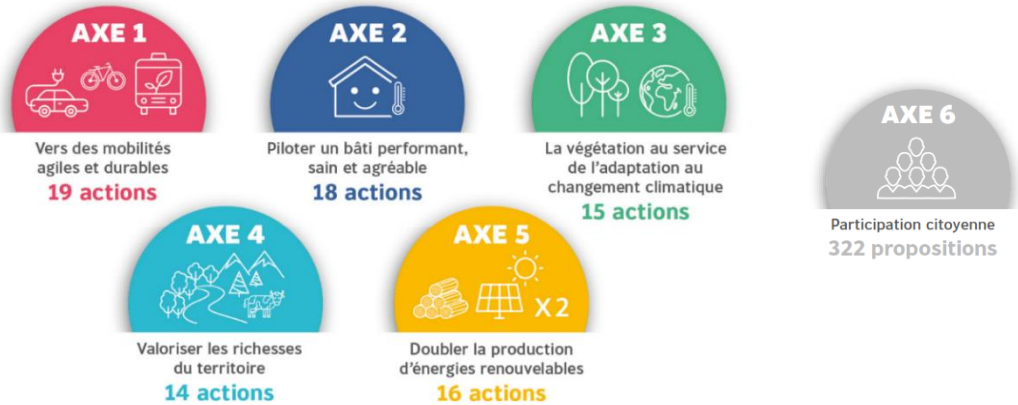 AXE 1
Vers des mobilités
agiles et durables
19 actions
AXE 2
Piloter un bâti performant,
sain et agréable
18 actions
AXE 3
La végétation au service
de l'adaptation au
changement climatique
15 actions
AXE 4
Valoriser les richesses
du territoire
14 actions
AXE 5
X2
Doubler la production
d'énergies renouvelables
16 actions
AXE 6
Participation citoyenne
322 propositions